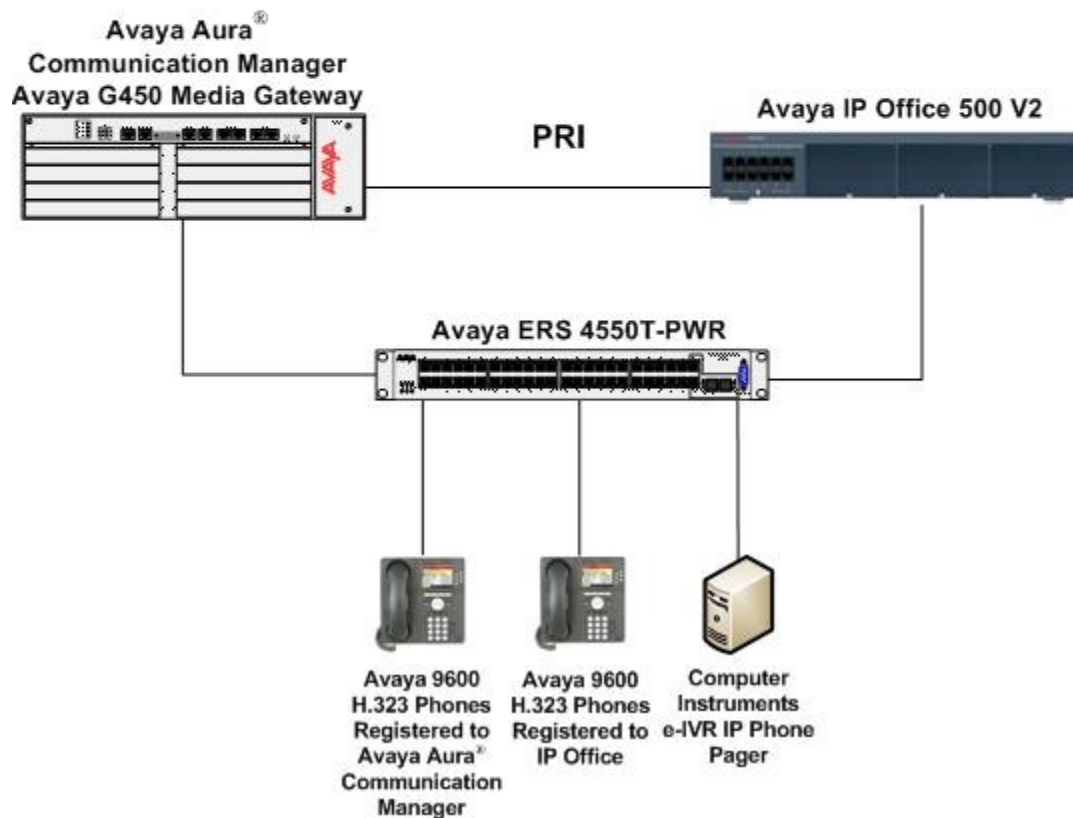 Avaya Aura®
Communication Manager
Avaya G450 Media Gateway
Avaya IP Office 500 V2
PRI
AVAYA
Avaya ERS 4550T-PWR
Avaya 9600
H.323 Phones
Registered to
Avaya Aura®
Communication
Manager
Avaya 9600
H.323 Phones
Registered to
IP Office
Computer
Instruments
e-IVR IP Phone
Pager